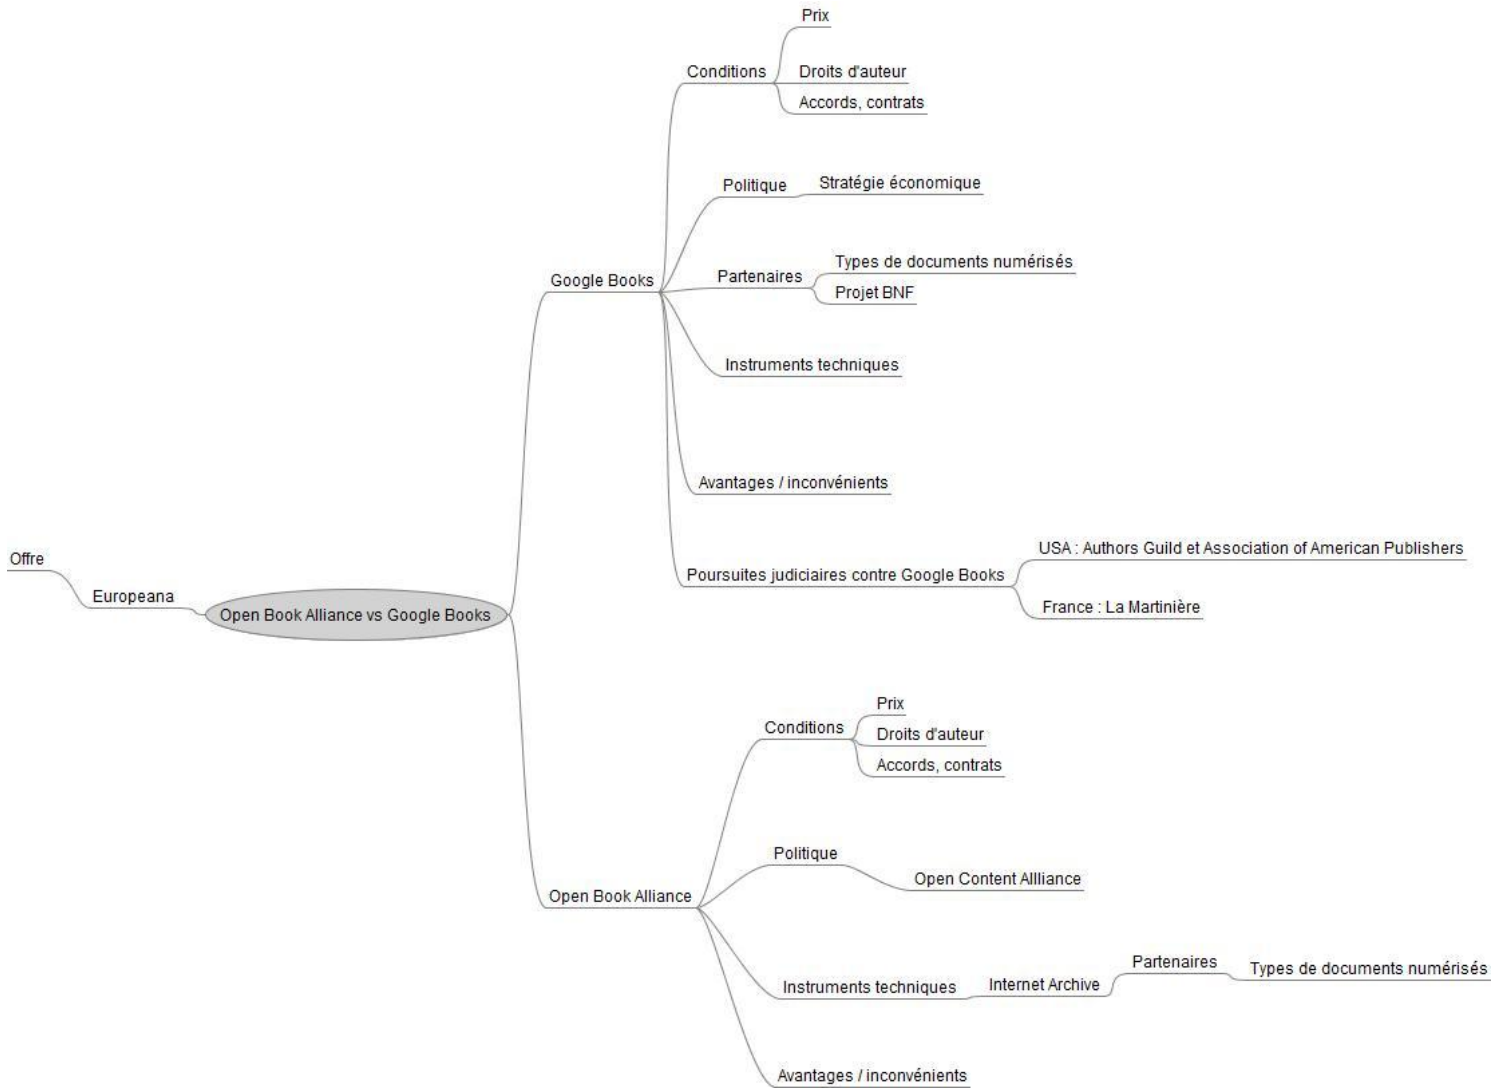 Prix
Conditions
Droits d'auteur
Accords, contrats
Politique
Stratégie économique
Google Books
Partenaires
Types de documents numérisés
Projet BNF
Instruments techniques
Avantages / inconvénients
Poursuites judiciaires contre Google Books
USA : Authors Guild et Association of American Publishers
France : La Martinière
Offre
Europeana
Open Book Alliance vs Google Books
Open Book Alliance
Conditions
Prix
Droits d'auteur
Accords, contrats
Politique
Open Content Allliance
Instruments techniques
Internet Archive
Partenaires
Types de documents numérisés
Avantages / inconvénients